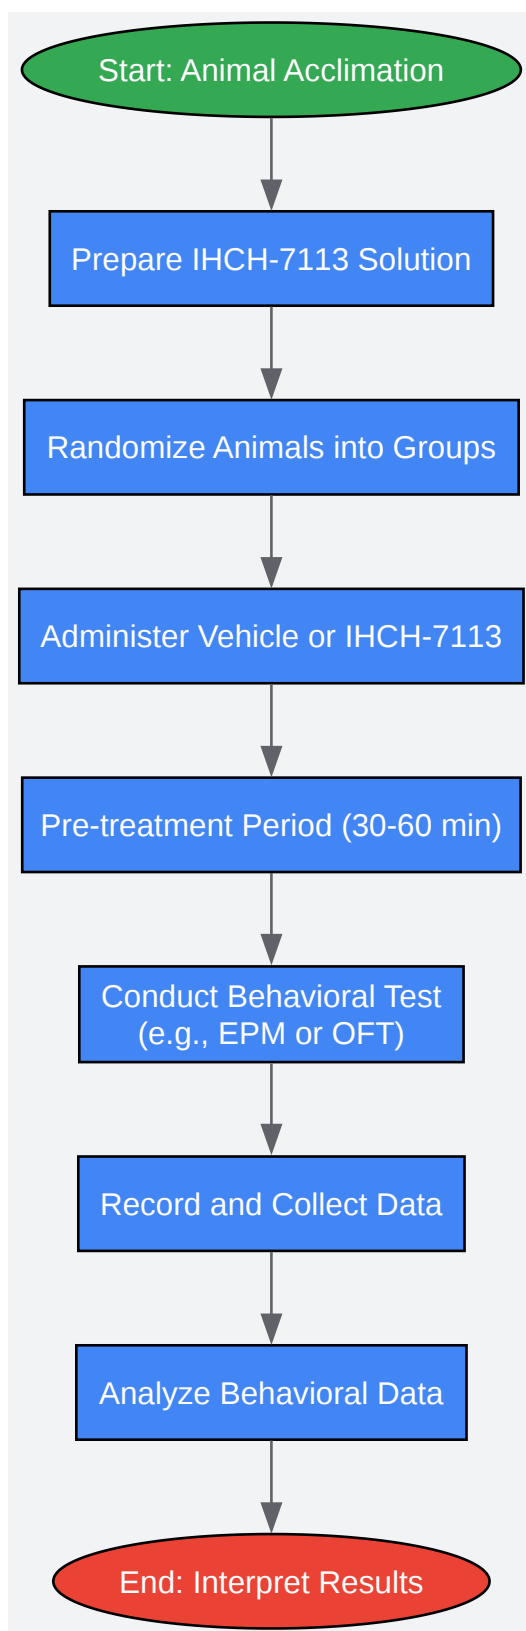 Start: Animal Acclimation
Prepare IHCH-7113 Solution
Randomize Animals into Groups
Administer Vehicle or IHCH-7113
Pre-treatment Period (30-60 min)
Conduct Behavioral Test
(e.g., EPM or OFT)
Record and Collect Data
Analyze Behavioral Data
End: Interpret Results